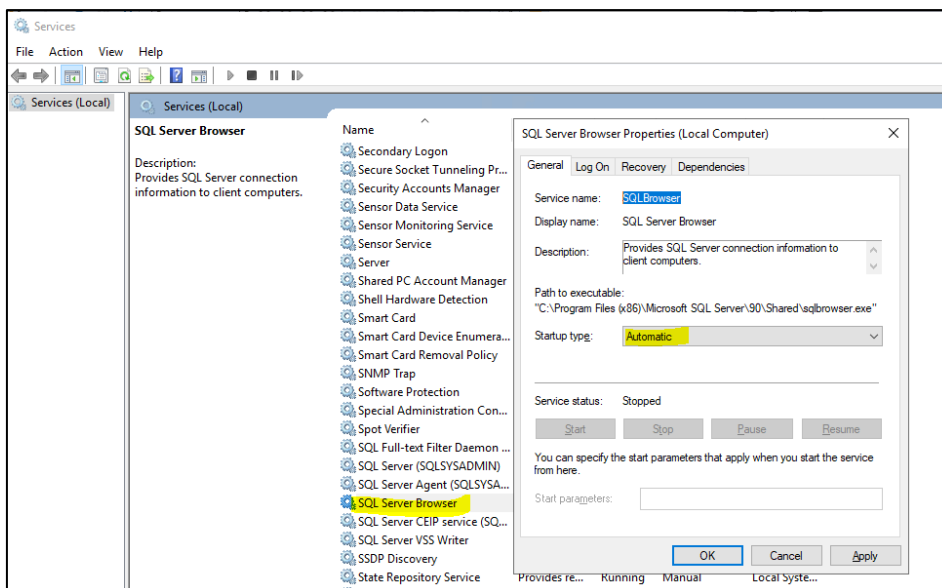 Services
File Action View Help
Services (Local)
Services (Local)
SQL Server Browser
Description:
Provides SQL Server connection
information to client computers.
Name
Secondary Logon
Secure Socket Tunneling Pr...
Security Accounts Manager
Sensor Data Service
Sensor Monitoring Service
Sensor Service
Server
Shared PC Account Manager
Shell Hardware Detection
Smart Card
Smart Card Device Enumera...
Smart Card Removal Policy
SNMP Trap
Software Protection
Special Administration Con...
Spot Verifier
SQL Full-text Filter Daemon ...
SQL Server (SQLSYSADMIN)
SQL Server Agent (SQLSYSA...
SQL Server Browser
SQL Server CEIP service (SQ...
SQL Server VSS Writer
SSDP Discovery
State Repository Service Provides re... Running Manual Local Syste...
SQL Server Browser Properties (Local Computer)
General Log On Recovery Dependencies
Service name: SQLBrowser
Display name: SQL Server Browser
Description: Provides SQL Server connection information to
client computers.
Path to executable:
"C:\Program Files (x86)\Microsoft SQL Server\90\Shared\sqlbrowser.exe"
Startup type: Automatic
Service status: Stopped
Start Stop Pause Resume
You can specify the start parameters that apply when you start the service
from here.
Start parameters:
OK Cancel Apply